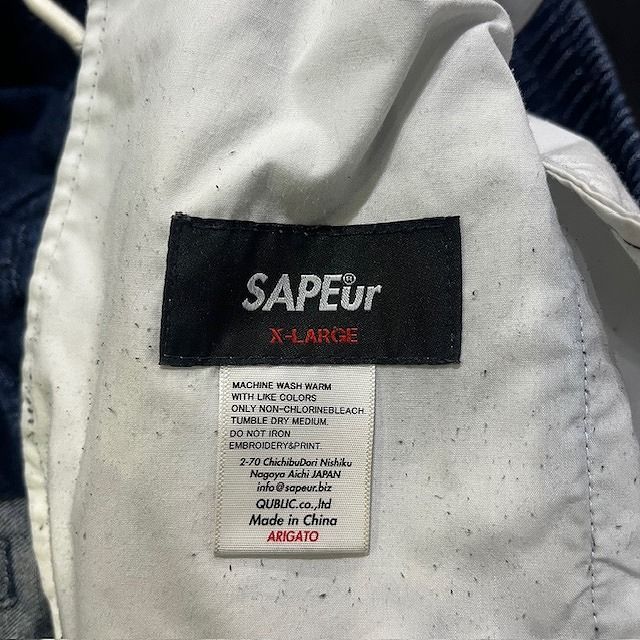 SAPEur®
X-LARGE
MACHINE WASH WARM
WITH LIKE COLORS
ONLY NON-CHLORINEBLEACH.
TUMBLE DRY MEDIUM.
DO NOT IRON
EMBROIDERY&PRINT.
2-70 ChichibuDori Nishiku
Nagoya Aichi JAPAN
info@sapeur.biz
QUBLIC.co.,ltd
Made in China
ARIGATO